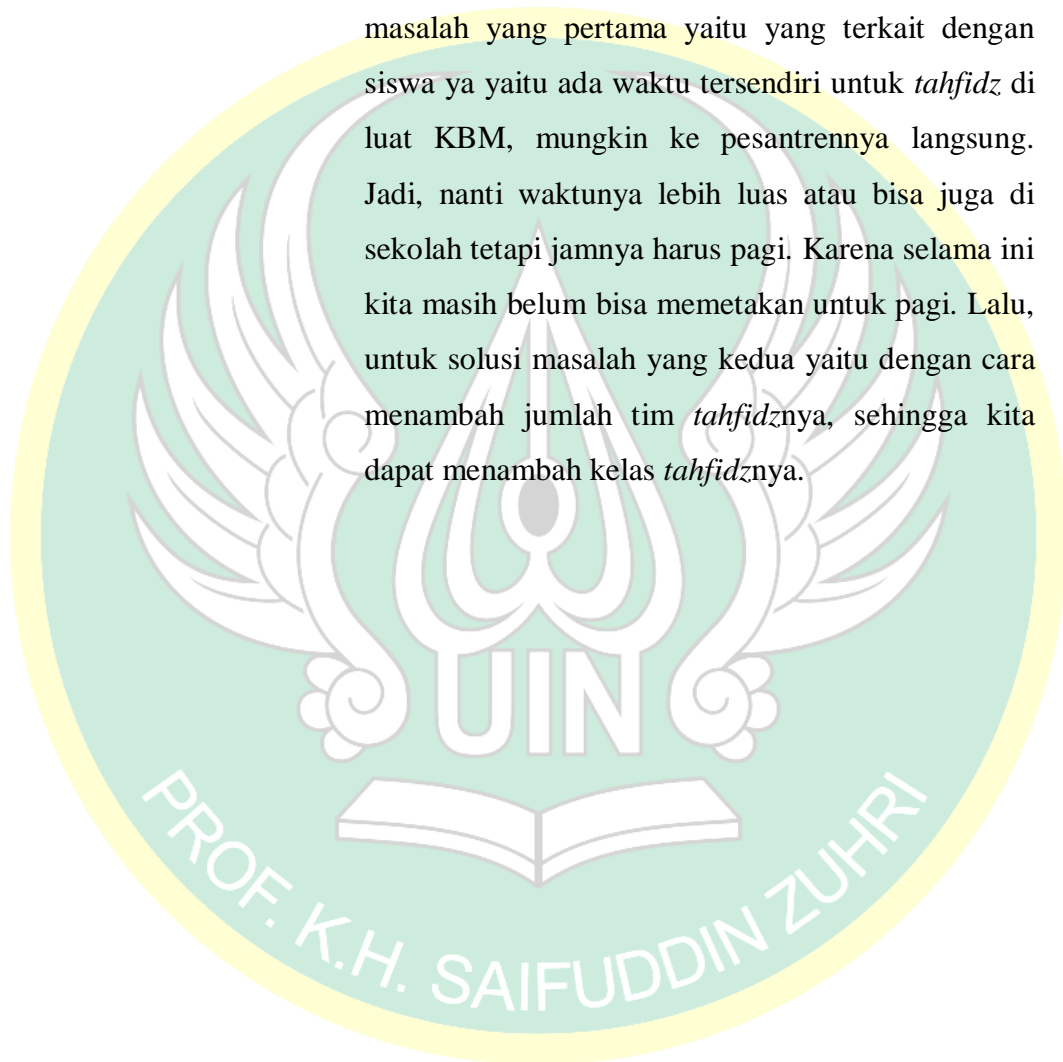 masalah yang pertama yaitu yang terkait dengan
siswa ya yaitu ada waktu tersendiri untuk tahfidz di
luat KBM, mungkin ke pesantrennya langsung.
Jadi, nanti waktunya lebih luas atau bisa juga di
sekolah tetapi jamnya harus pagi. Karena selama ini
kita masih belum bisa memetakan untuk pagi. Lalu,
untuk solusi masalah yang kedua yaitu dengan cara
menambah jumlah tim tahfidznya, sehingga kita
dapat menambah kelas tahfidznya.
UIN
PROF. K.H. SAIFUDDIN ZUHRI